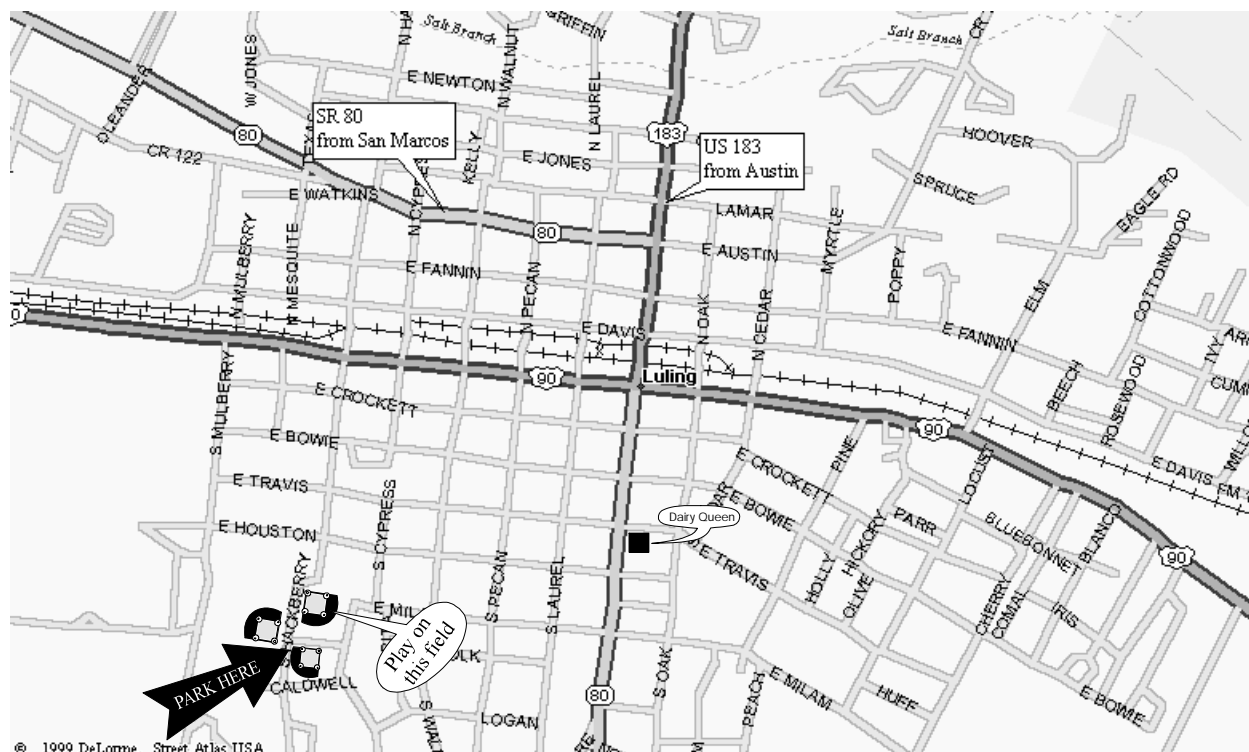 GRIFFIN
Salt Branch
Salt Branch
E NEWTON
N WALNUT
W JONES
OLEANDER
N LAUREL
SR 80
from San Marcos
80
183
US 183
from Austin
HOOVER
CR 122
KELLY
E JONES
E WATKINS
SPRUCE
EAGLE RD
LAMAR
N MULBERRY
N MESQUITE
80
E AUSTIN
MYRTLE
COTTONWOOD
E FANNIN
N PECAN
POPPY
ELM
N OAK
N CEDAR
E DAVIS
E FANNIN
IVY
90
Luling
S MULBERRY
E CROCKETT
BEECH
ROSEWOOD
90
E BOWIE
PINE
E CROCKETT
LOCUST
E DAVIS FM
E TRAVIS
S CYPRESS
E BOWIE
Dairy Queen
PARR
BLUEBONNET
BLANCO
E HOUSTON
HICKORY
E TRAVIS
90
HOLLY
OLIVE
S PECAN
S LAUREL
HACKBERRY
CHERRY
COMAL
IRIS
Play on
this field
PARK HERE
CALDWELL
S OAK
PEACH
E MILAM
HUFF
E BOWIE
80
LOGAN
© 1999 DeLorme Street Atlas USA